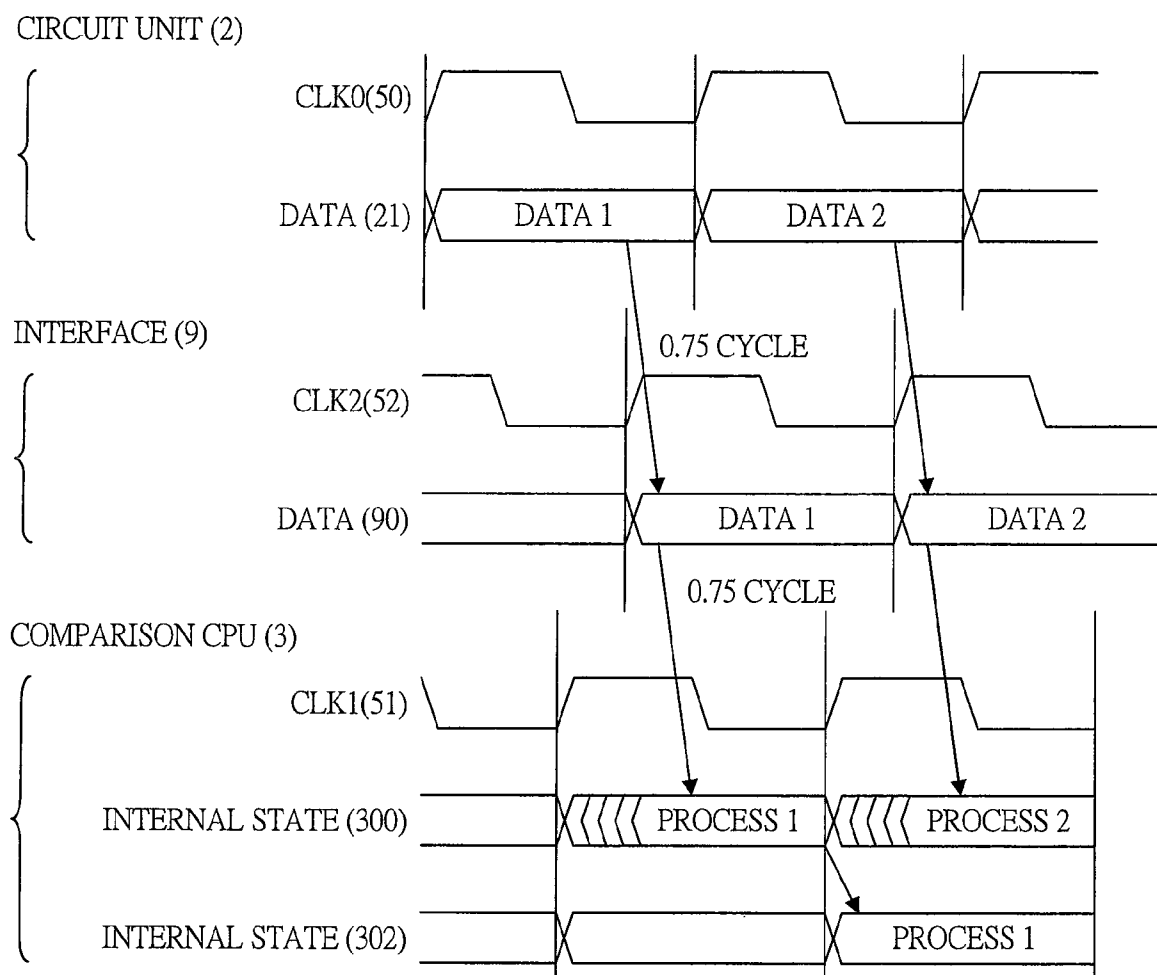 CIRCUIT UNIT (2)
CLK0(50)
DATA (21)
DATA 1
DATA 2
INTERFACE (9)
0.75 CYCLE
CLK2(52)
DATA (90)
DATA 1
DATA 2
0.75 CYCLE
COMPARISON CPU (3)
CLK1(51)
INTERNAL STATE (300)
PROCESS 1
PROCESS 2
INTERNAL STATE (302)
PROCESS 1